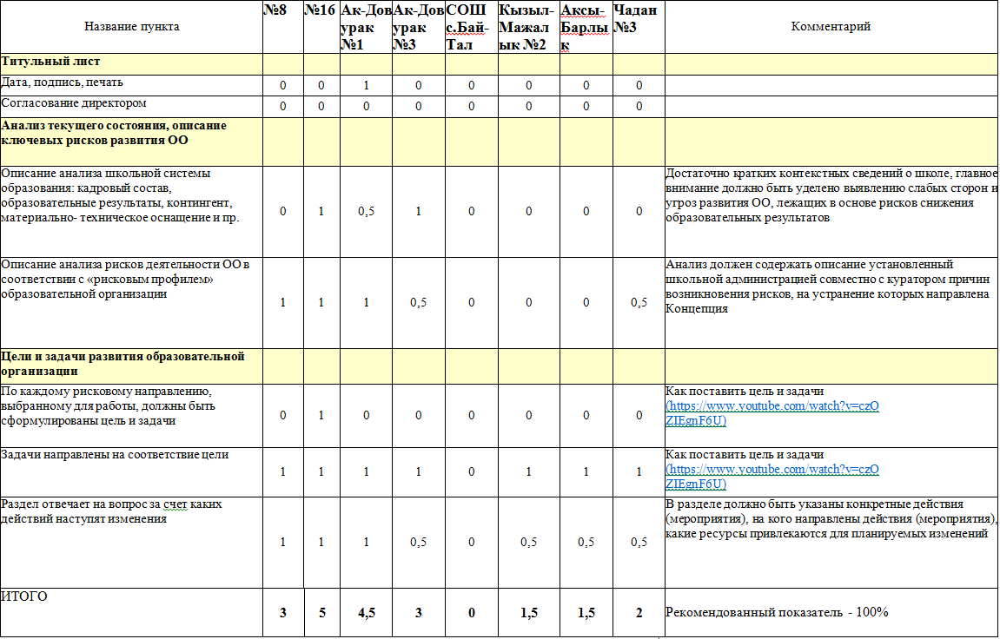 Название пункта
№8
№16
Ак-Дов
урак
№1
Ак-Дов
урак
№3
СОШ
с.Бай-
Тал
Кызыл-
Мажал
ык №2
Аксы-
Барлы
к
Чадан
№3
Комментарий
Титульный лист
Дата, подпись, печать
0 0 1 0 0 0 0 0
Согласование директором
0 0 0 0 0 0 0 0
Анализ текущего состояния, описание
ключевых рисков развития ОО
Описание анализа школьной системы
образования: кадровый состав,
образовательные результаты, контингент,
материально- техническое оснащение и пр.
0 1 0,5 1 0 0 0 0
Достаточно кратких контекстных сведений о школе, главное
внимание должно быть уделено выявлению слабых сторон и
угроз развития ОО, лежащих в основе рисков снижения
образовательных результатов
Описание анализа рисков деятельности ОО в
соответствии с «рисковым профилем»
образовательной организации
1 1 1 0,5 0 0 0 0,5
Анализ должен содержать описание установленный
школьной администрацией совместно с куратором причин
возникновения рисков, на устранение которых направлена
Концепция
Цели и задачи развития образовательной
организации
По каждому рисковому направлению,
выбранному для работы, должны быть
сформулированы цель и задачи
0 1 0 0 0 0 0 0
Как поставить цель и задачи
(https://www.youtube.com/watch?v=czO
ZIEgnF6U)
Задачи направлены на соответствие цели
1 1 1 1 0 1 1 1
Как поставить цель и задачи
(https://www.youtube.com/watch?v=czO
ZIEgnF6U)
Раздел отвечает на вопрос за счет каких
действий наступят изменения
1 1 1 0,5 0 0,5 0,5 0,5
В разделе должно быть указаны конкретные действия
(мероприятия), на кого направлены действия (мероприятия),
какие ресурсы привлекаются для планируемых изменений
ИТОГО
3 5 4,5 3 0 1,5 1,5 2
Рекомендованный показатель - 100%